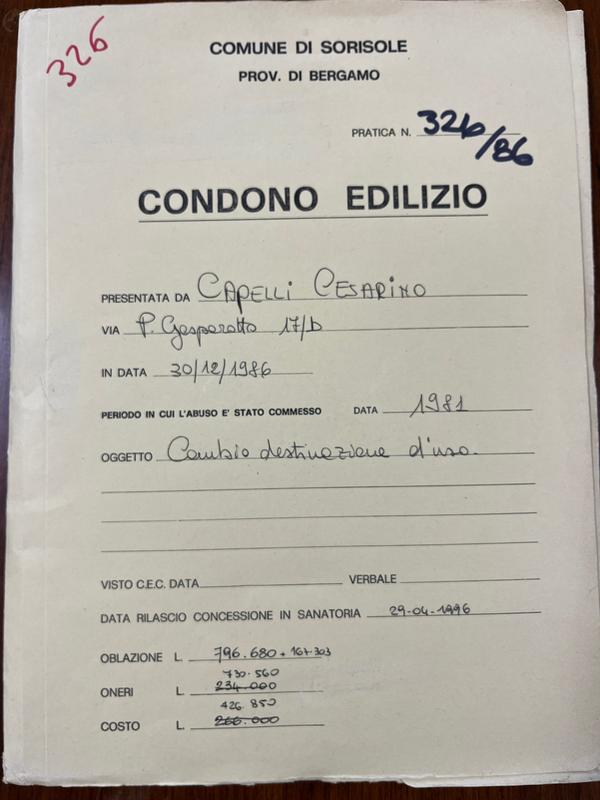 326
COMUNE DI SORISOLE
PROV. DI BERGAMO
PRATICA N. 326/86
CONDONO EDILIZIO
PRESENTATA DA CAPELLI CESARINO
VIA P. Gasparotto 17/b
IN DATA 30/12/1986
PERIODO IN CUI L'ABUSO E' STATO COMMESSO DATA 1981
OGGETTO Cambio destinazione d'uso.
VISTO C.E.C. DATA VERBALE
DATA RILASCIO CONCESSIONE IN SANATORIA 29-04-1996
OBLAZIONE L. 796.680 + 167.303
730.560
ONERI L. 234.000
426.850
COSTO L. 266.000